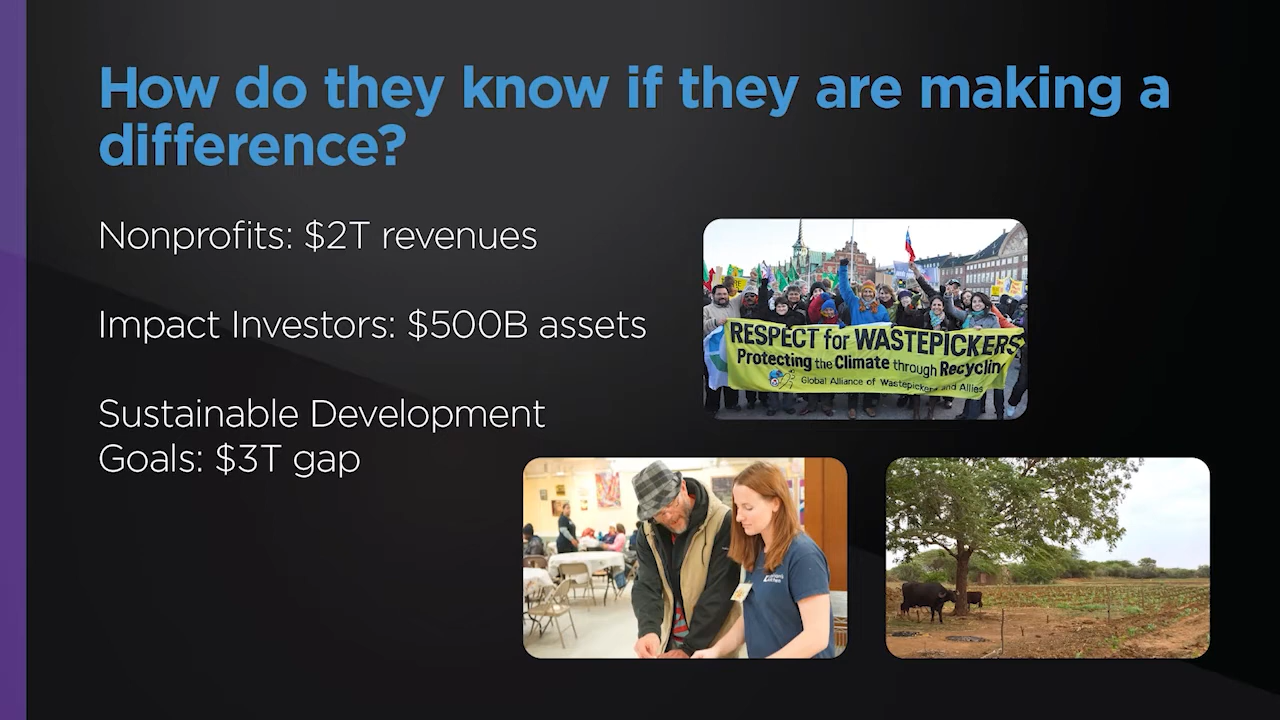 How do they know if they are making a
difference?
Nonprofits: $2T revenues
Impact Investors: $500B assets
Sustainable Development
Goals: $3T gap
RESPECT for WASTEPICKERS
Protecting the Climate through Recyclin
Global Alliance of Wastepickers and Allies